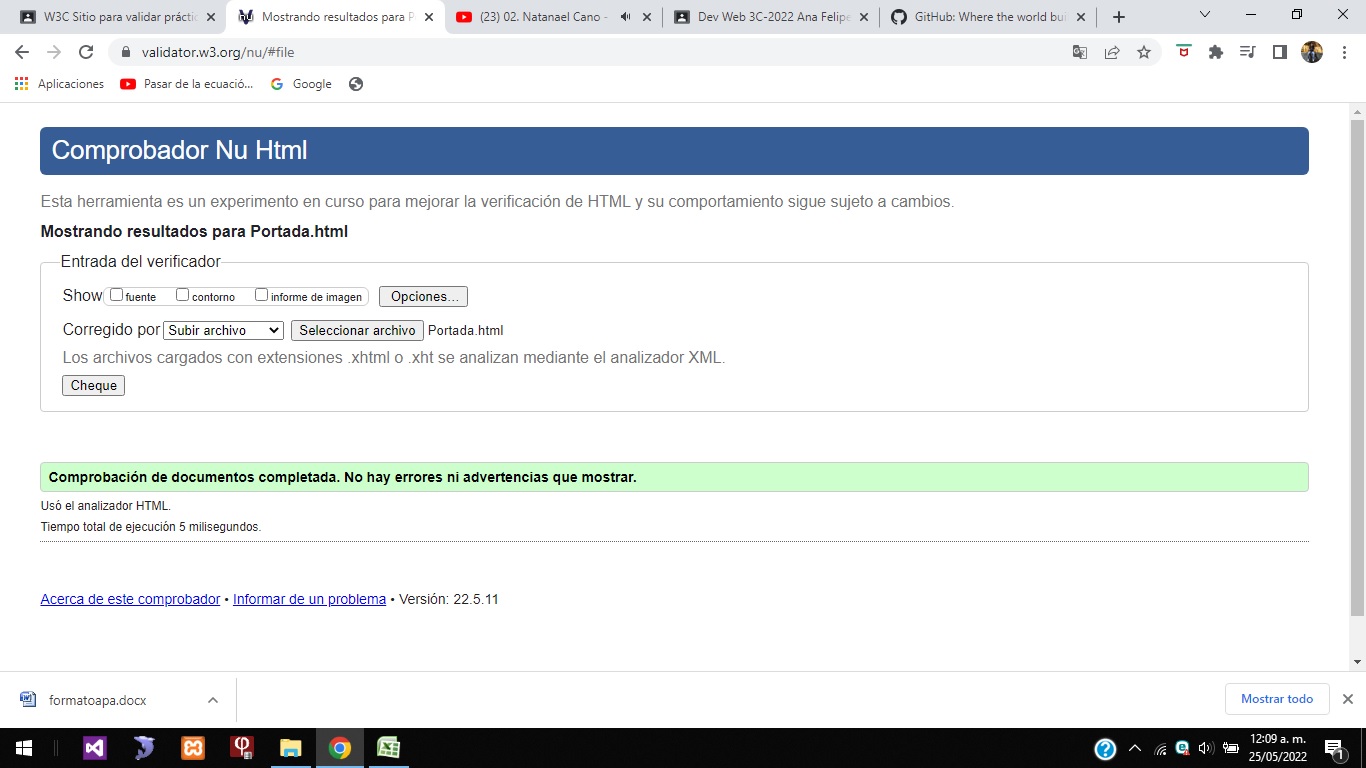 W3C Sitio para validar práctic
Mostrando resultados para P
(23) 02. Natanael Cano -
Dev Web 3C-2022 Ana Felipe
GitHub: Where the world bui
validator.w3.org/nu/#file
Aplicaciones
Pasar de la ecuació...
Google
Comprobador Nu Html
Esta herramienta es un experimento en curso para mejorar la verificación de HTML y su comportamiento sigue sujeto a cambios.
Mostrando resultados para Portada.html
Entrada del verificador
Show fuente contorno informe de imagen Opciones...
Corregido por Subir archivo Seleccionar archivo Portada.html
Los archivos cargados con extensiones .xhtml o .xht se analizan mediante el analizador XML.
Cheque
Comprobación de documentos completada. No hay errores ni advertencias que mostrar.
Usó el analizador HTML.
Tiempo total de ejecución 5 milisegundos.
Acerca de este comprobador • Informar de un problema • Versión: 22.5.11
formatoapa.docx
Mostrar todo
12:09 a. m.
25/05/2022
1